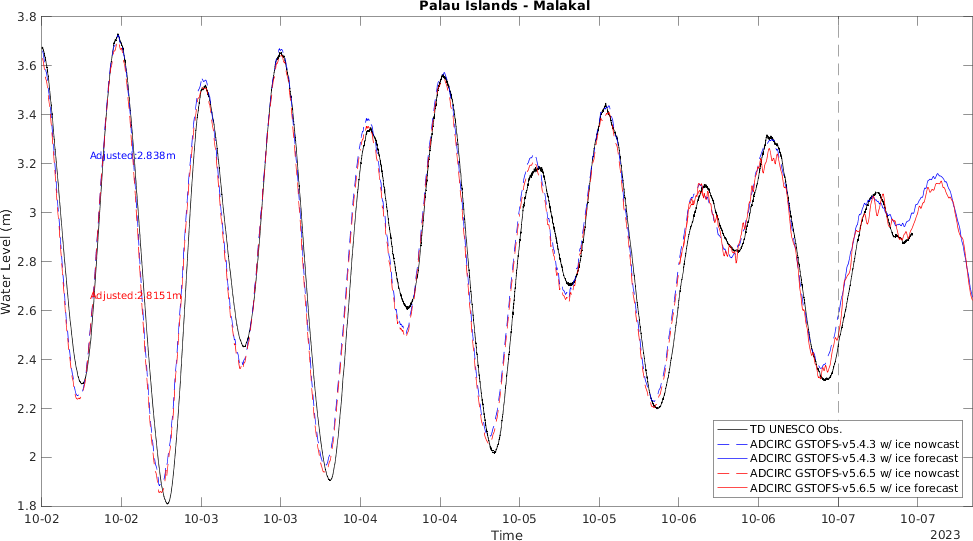 Palau Islands - Malakal
3.8
3.6
3.4
3.2
3
2.8
2.6
2.4
2.2
2
1.8
Water Level (m)
Adjusted:2.838m
Adjusted:2.8151m
TD UNESCO Obs.
ADCIRC GSTOFS-v5.4.3 w/ ice nowcast
ADCIRC GSTOFS-v5.4.3 w/ ice forecast
ADCIRC GSTOFS-v5.6.5 w/ ice nowcast
ADCIRC GSTOFS-v5.6.5 w/ ice forecast
10-02 10-02 10-03 10-03 10-04 10-04 10-05 10-05 10-06 10-06 10-07 10-07
Time
2023